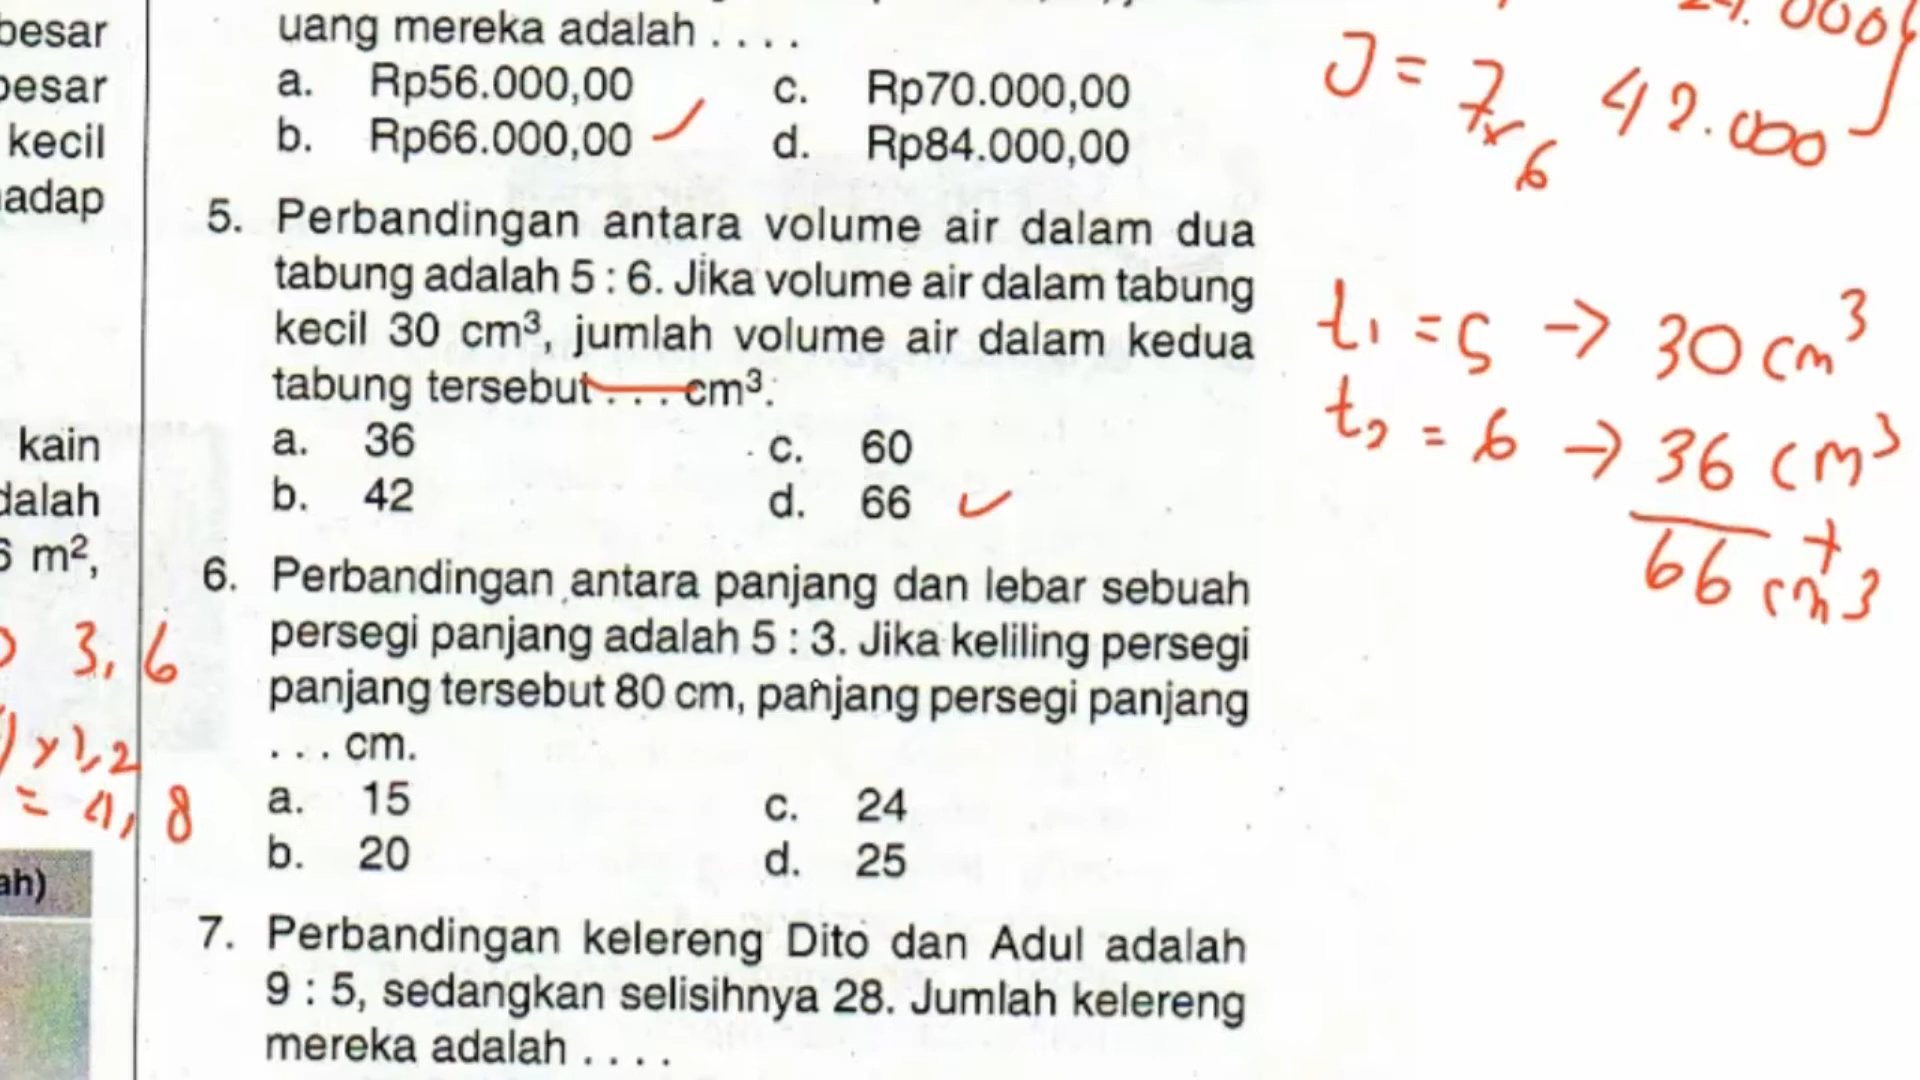 besar
besar
kecil
adap
kain
dalah
m²,
3,6
x1,2
= 4,8
ah)
uang mereka adalah . . . .
a. Rp56.000,00 c. Rp70.000,00
b. Rp66.000,00 ✓ d. Rp84.000,00
5. Perbandingan antara volume air dalam dua
tabung adalah 5 : 6. Jika volume air dalam tabung
kecil 30 cm³, jumlah volume air dalam kedua
tabung tersebut . . . cm³.
a. 36 c. 60
b. 42 d. 66 ✓
6. Perbandingan antara panjang dan lebar sebuah
persegi panjang adalah 5 : 3. Jika keliling persegi
panjang tersebut 80 cm, panjang persegi panjang
. . . cm.
a. 15 c. 24
b. 20 d. 25
7. Perbandingan kelereng Dito dan Adul adalah
9 : 5, sedangkan selisihnya 28. Jumlah kelereng
mereka adalah . . . .
J = 7x6 42.000
t₁ = 5 → 30 cm³
t₂ = 6 → 36 cm³
+
66 cm³